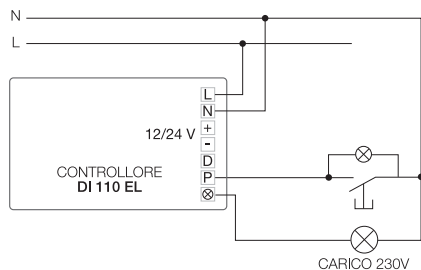 N
L
L
N
12/24 V
+
-
D
P
CONTROLLORE
DI 110 EL
CARICO 230V